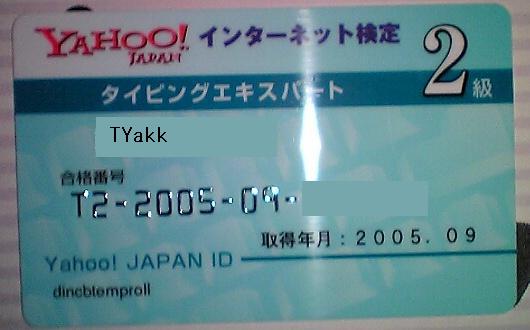 YAHOO! JAPAN インターネット検定 2級
タイピングエキスパート
TYakk
合格番号
T2-2005-09-
取得年月:2005.09
Yahoo! JAPAN ID
dincbtemproll